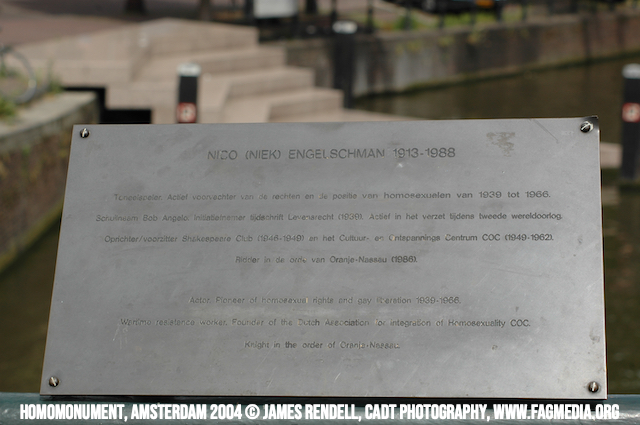 NICO (NIEK) ENGELSCHMAN 1913-1988
Toneelspeler. Actief voorvechter van de rechten en de positie van homosexuelen van 1939 tot 1966.
Schuilnaam Bob Angelo. Initiatiefnemer tijdschrift Levensrecht (1939). Actief in het verzet tijdens tweede wereldoorlog.
Oprichter/voorzitter Shakespeare Club (1946-1949) en het Cultuur- en Ontspannings Centrum COC (1949-1962).
Ridder in de orde van Oranje-Nassau (1986).
Actor. Pioneer of homosexual rights and gay liberation 1939-1966.
Wartime resistance worker. Founder of the Dutch Association for integration of Homosexuality COC.
Knight in the order of Oranje-Nassau.
HOMOMONUMENT, AMSTERDAM 2004 © JAMES RENDELL, CADT PHOTOGRAPHY, WWW.FAGMEDIA.ORG